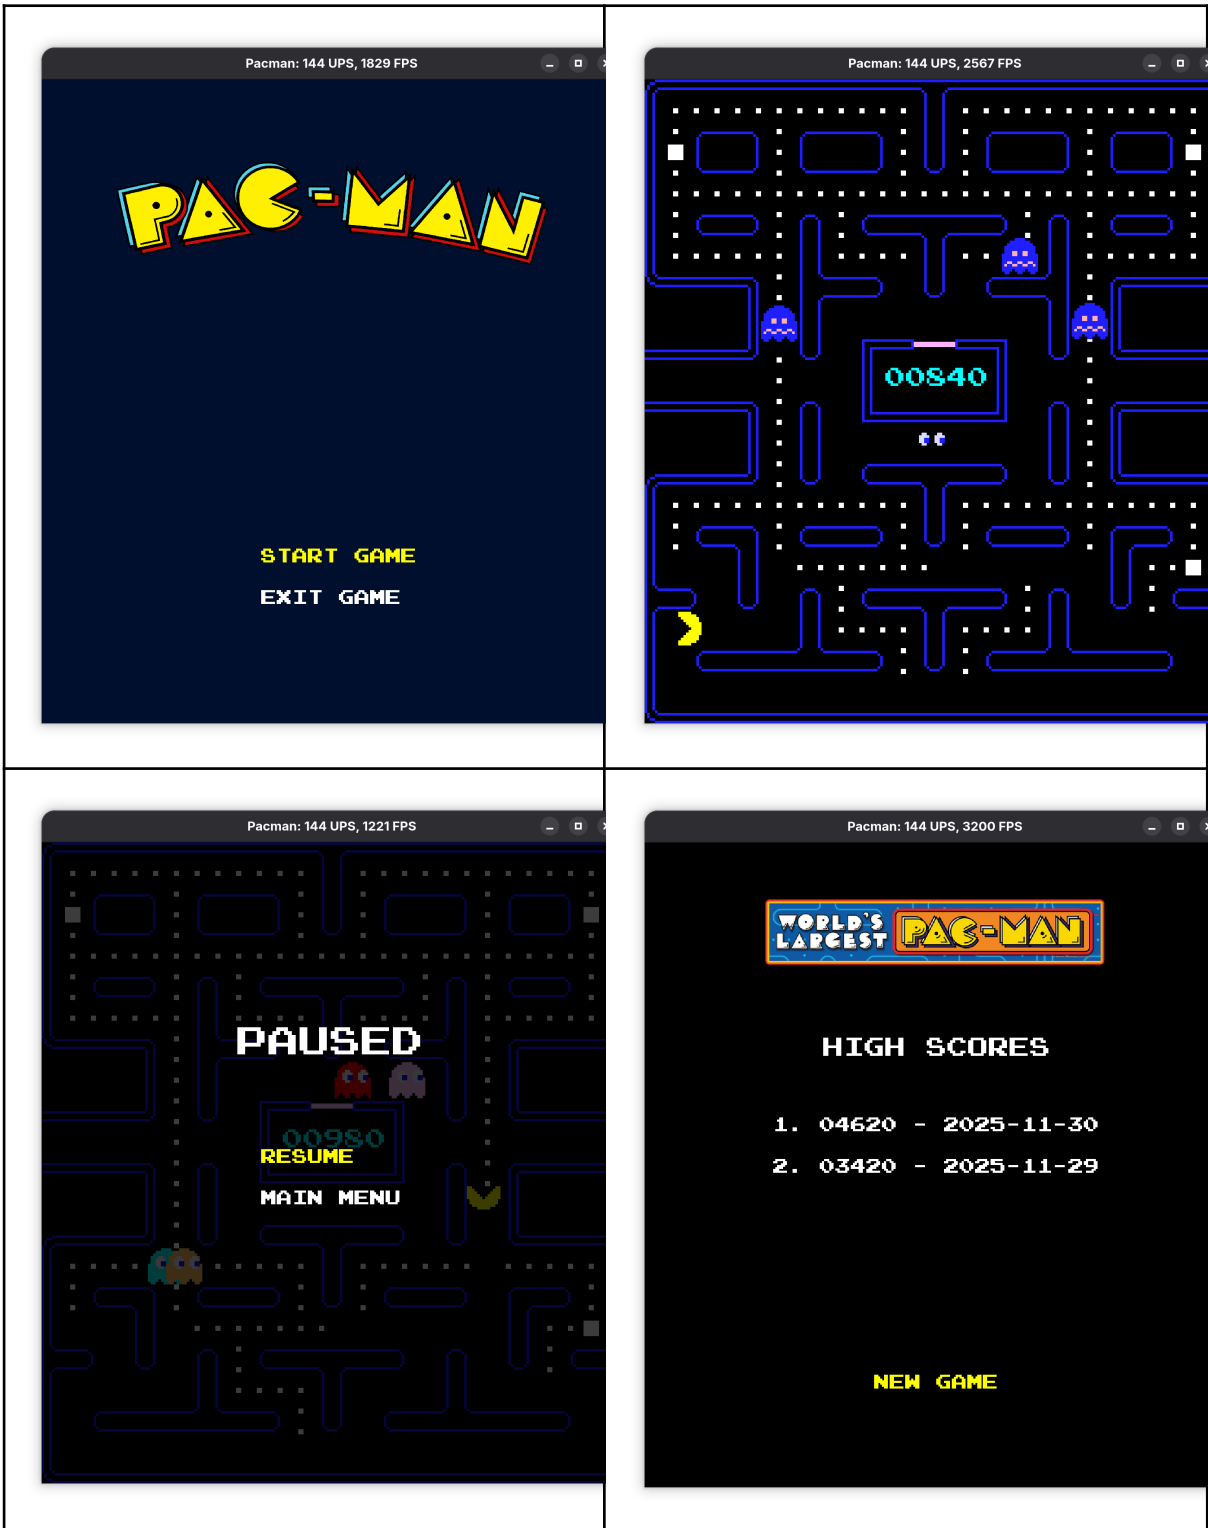 Pacman: 144 UPS, 1829 FPS
PAC-MAN
START GAME
EXIT GAME
Pacman: 144 UPS, 2567 FPS
00840
Pacman: 144 UPS, 1221 FPS
PAUSED
00980
RESUME
MAIN MENU
Pacman: 144 UPS, 3200 FPS
WORLD'S
LARGEST
PAC-MAN
HIGH SCORES
1. 04620 - 2025-11-30
2. 03420 - 2025-11-29
NEW GAME